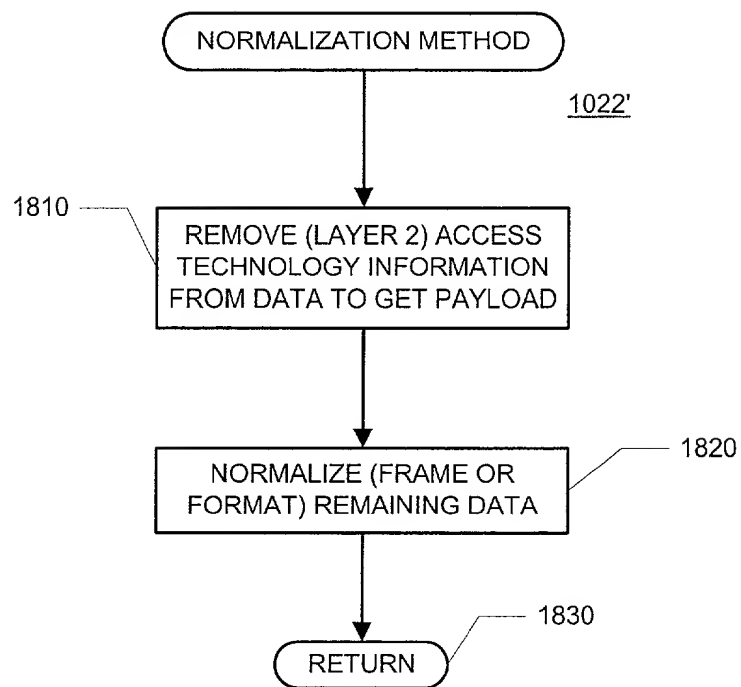 NORMALIZATION METHOD
1022'
1810
REMOVE (LAYER 2) ACCESS
TECHNOLOGY INFORMATION
FROM DATA TO GET PAYLOAD
1820
NORMALIZE (FRAME OR
FORMAT) REMAINING DATA
1830
RETURN